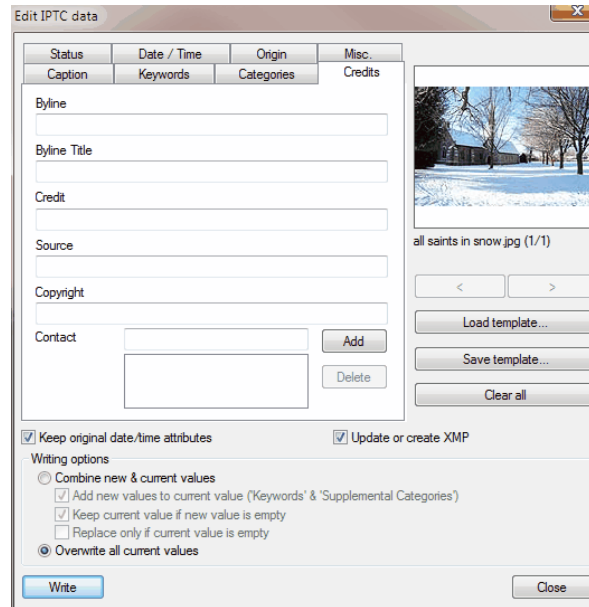 Edit IPTC data
x
Status Date / Time Origin Misc.
Caption Keywords Categories Credits
Byline
Byline Title
Credit
Source
all saints in snow.jpg (1/1)
Copyright
< >
Contact Add
Load template...
Delete
Save template...
Clear all
Keep original date/time attributes Update or create XMP
Writing options
Combine new & current values
Add new values to current value ('Keywords' & 'Supplemental Categories')
Keep current value if new value is empty
Replace only if current value is empty
Overwrite all current values
Write Close